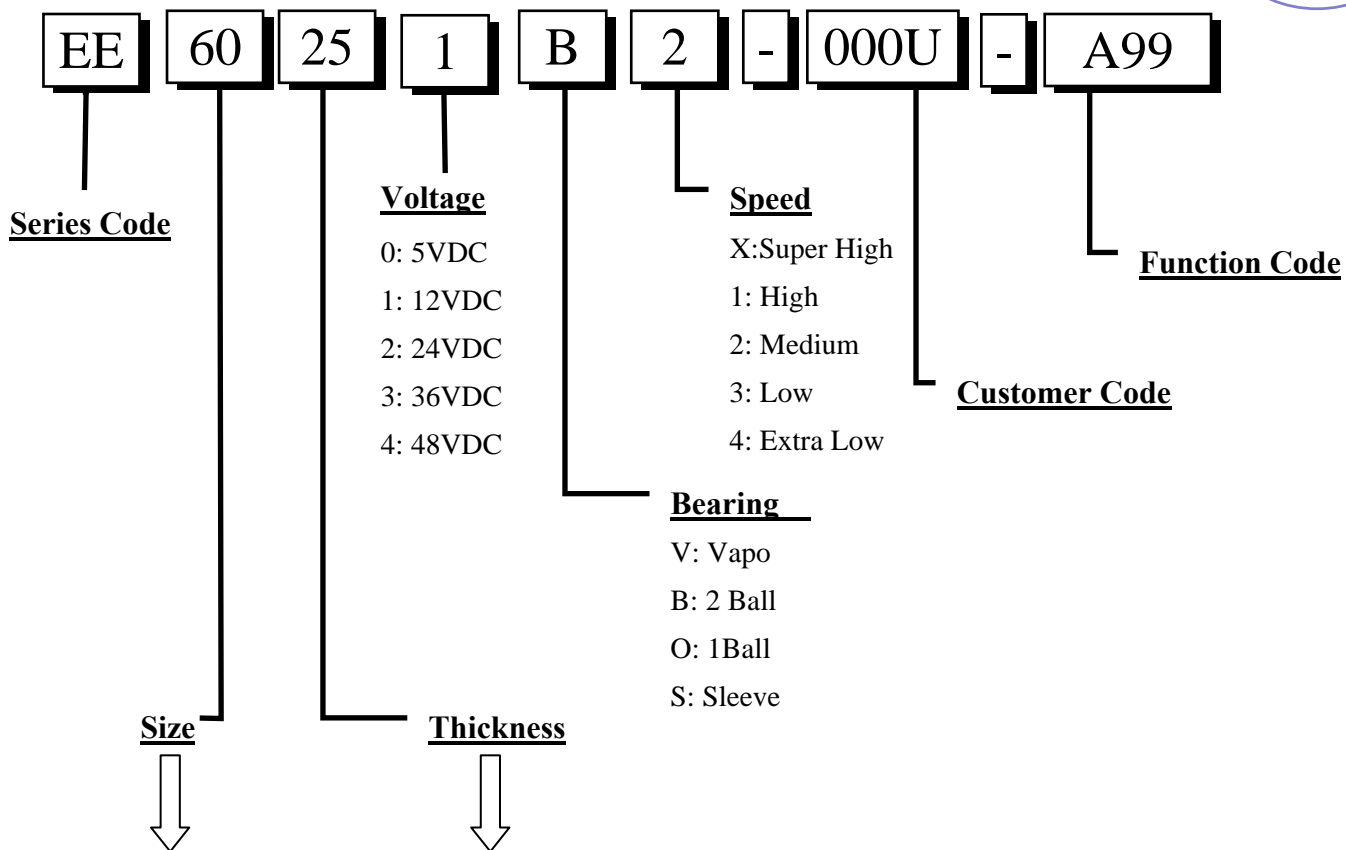 EE 60 25 1 B 2 - 000U - A99
Series Code
Voltage
0: 5VDC
1: 12VDC
2: 24VDC
3: 36VDC
4: 48VDC
Speed
X:Super High
1: High
2: Medium
3: Low
4: Extra Low
Function Code
Customer Code
Bearing
V: Vapo
B: 2 Ball
O: 1Ball
S: Sleeve
Size
Thickness